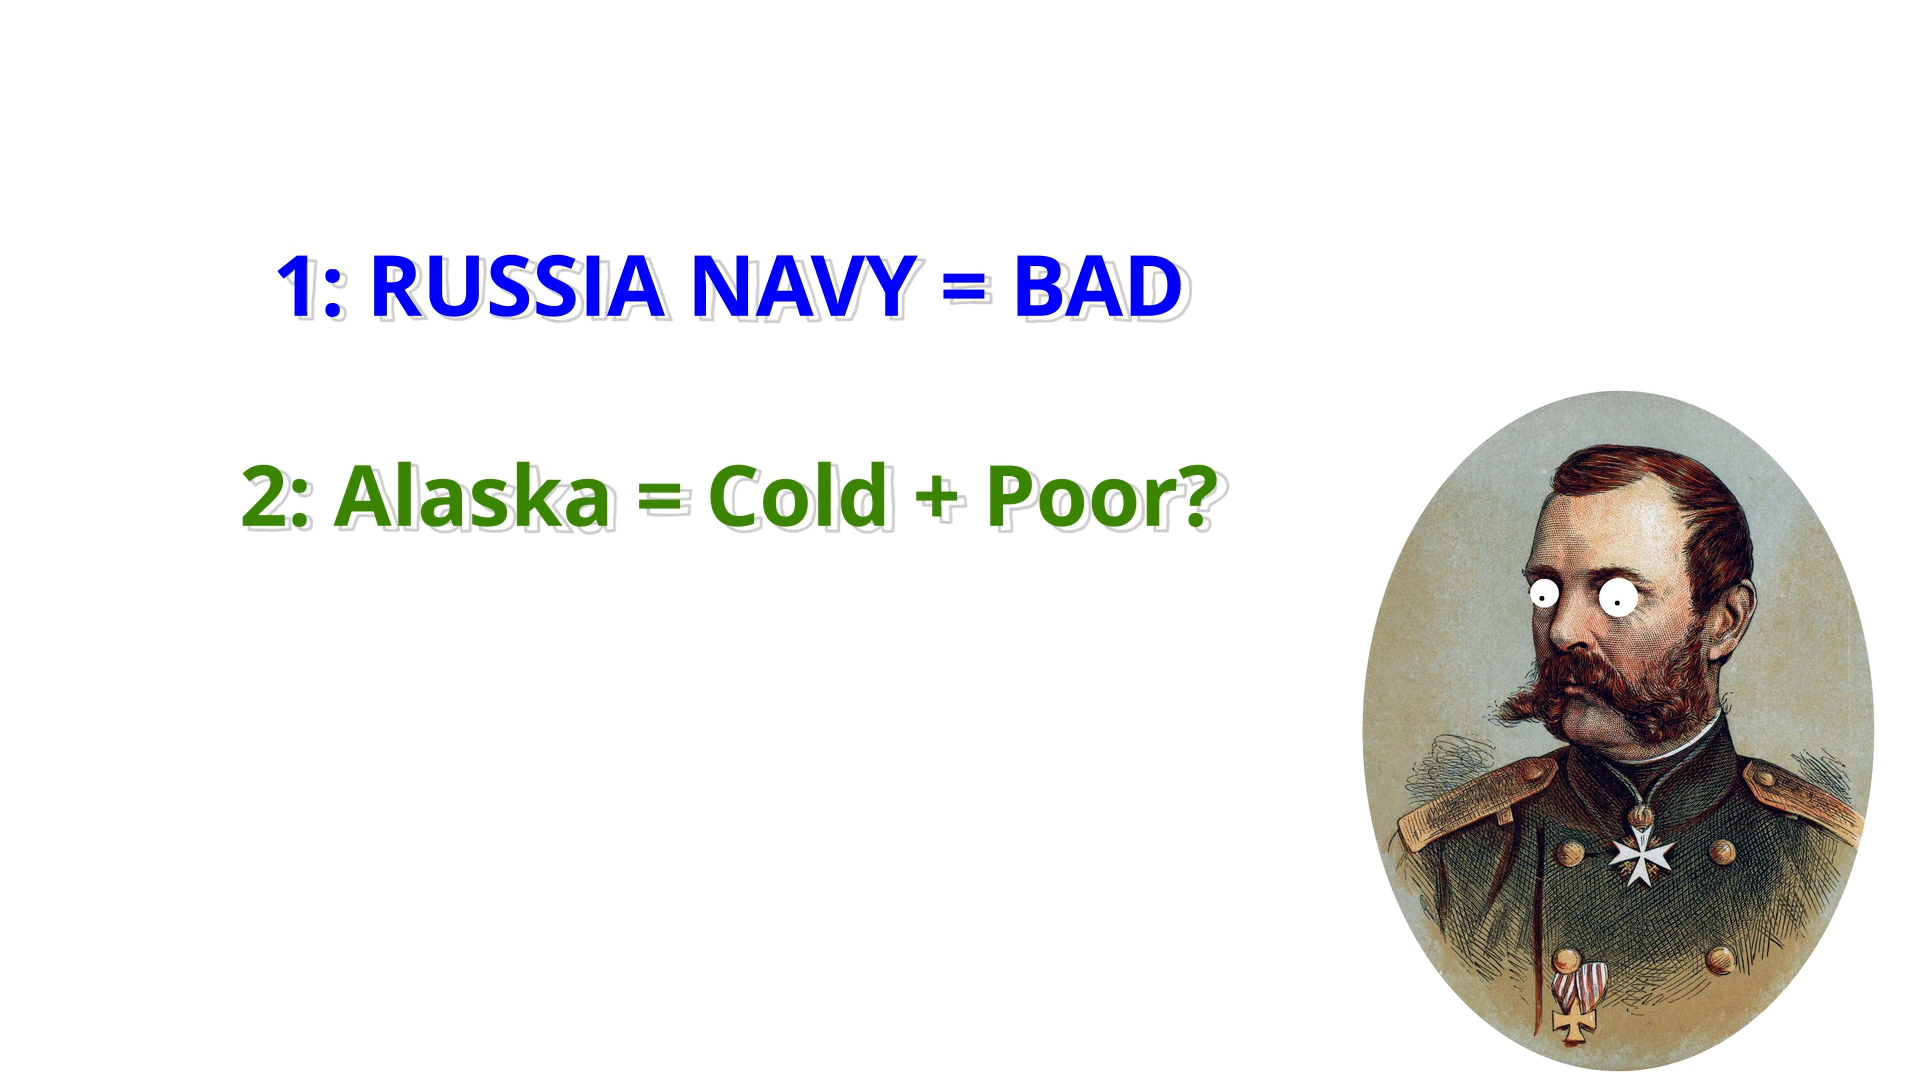 1: RUSSIA NAVY = BAD
2: Alaska = Cold + Poor?